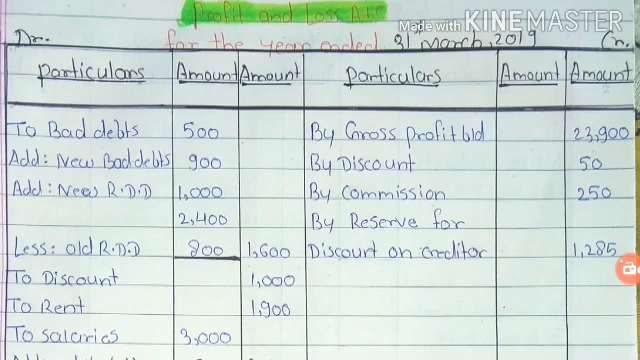 Profit and Loss A/c
Made with KINEMASTER
Dr. for the year ended 31 March, 2019 Cr.
Particulars Amount Amount Particulars Amount Amount
To Bad debts 500 By Gross profit b/d 23,900
Add: New Bad debts 900 By Discount 50
Add: New R.D.D 1,000 By Commission 250
2,400 By Reserve for
Less: old R.D.D 800 1,600 Discount on creditor 1,285
To Discount 1,000
To Rent 1,900
To Salaries 3,000